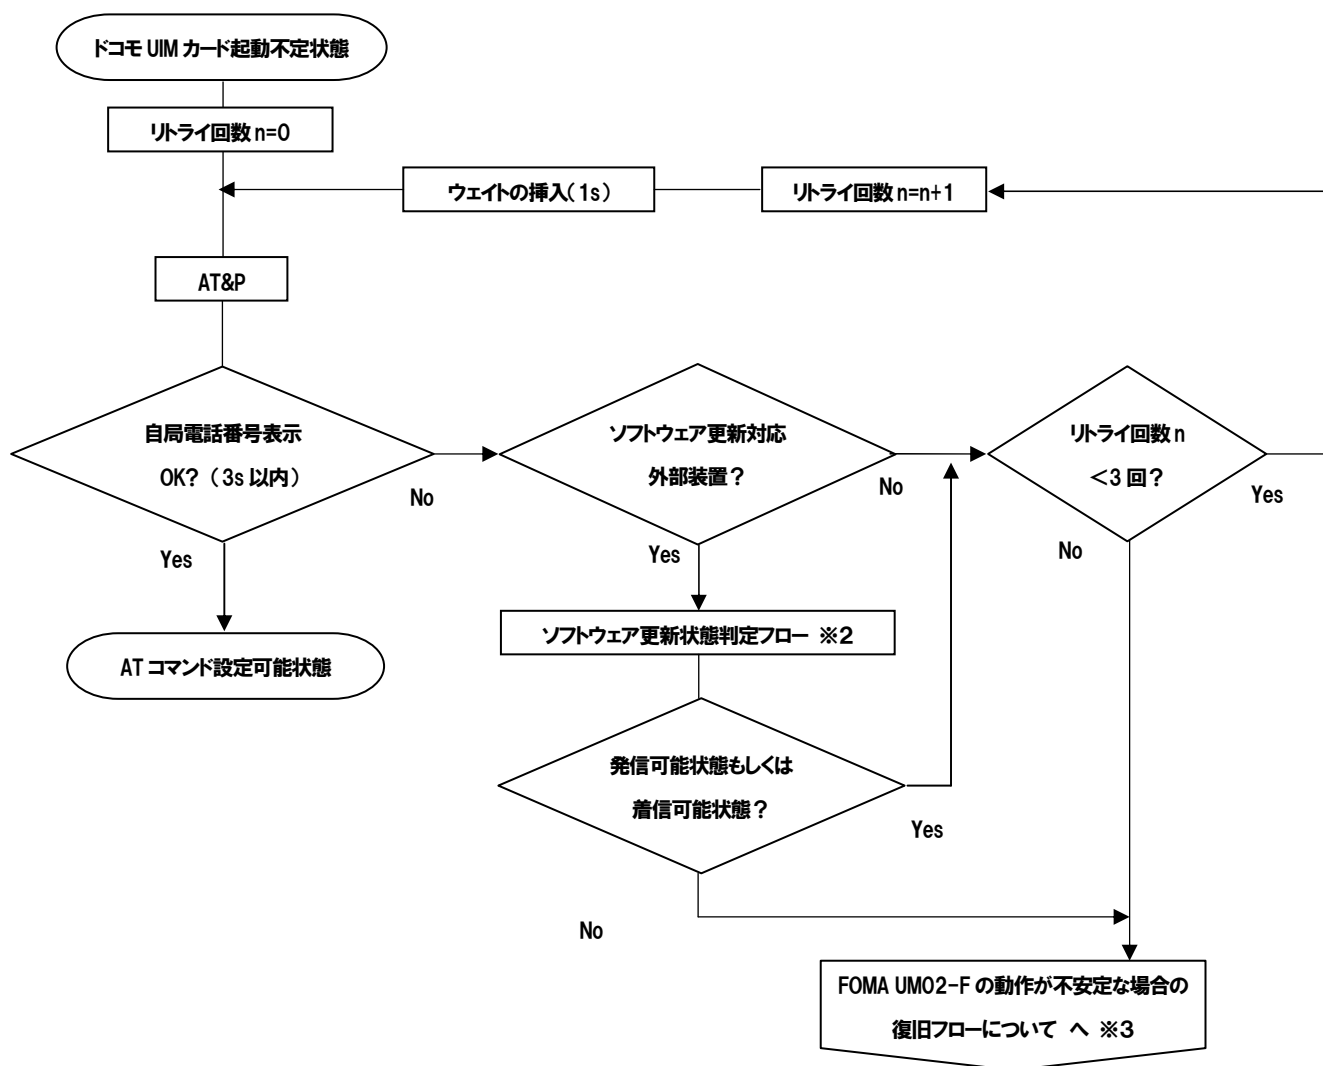 ドコモ UIM カード起動不定状態
リトライ回数 n=0
ウェイトの挿入(1s)
リトライ回数 n=n+1
AT&P
自局電話番号表示
OK? (3s 以内)
No
Yes
ソフトウェア更新対応
外部装置?
No
Yes
リトライ回数 n
<3 回?
Yes
No
AT コマンド設定可能状態
ソフトウェア更新状態判定フロー ※2
発信可能状態もしくは
着信可能状態?
Yes
No
FOMA UM02-F の動作が不安定な場合の
復旧フローについて へ ※3